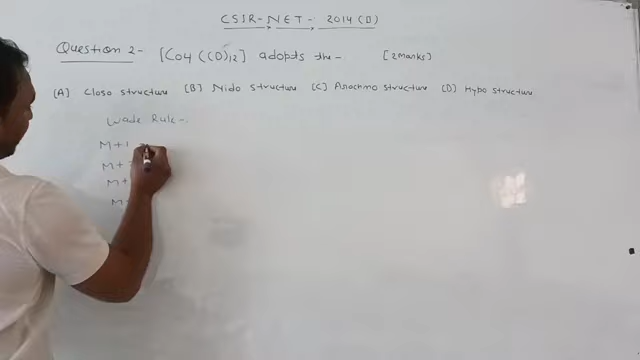 CSIR-NET- 2014 (II)
Question 2- [Co4 (CO)12] adopts the- [2 marks]
[A] Closo structure [B] Nido structure [C] Arachno structure [D] Hypo structure
Wade Rule-
M+1
M+
M+
M